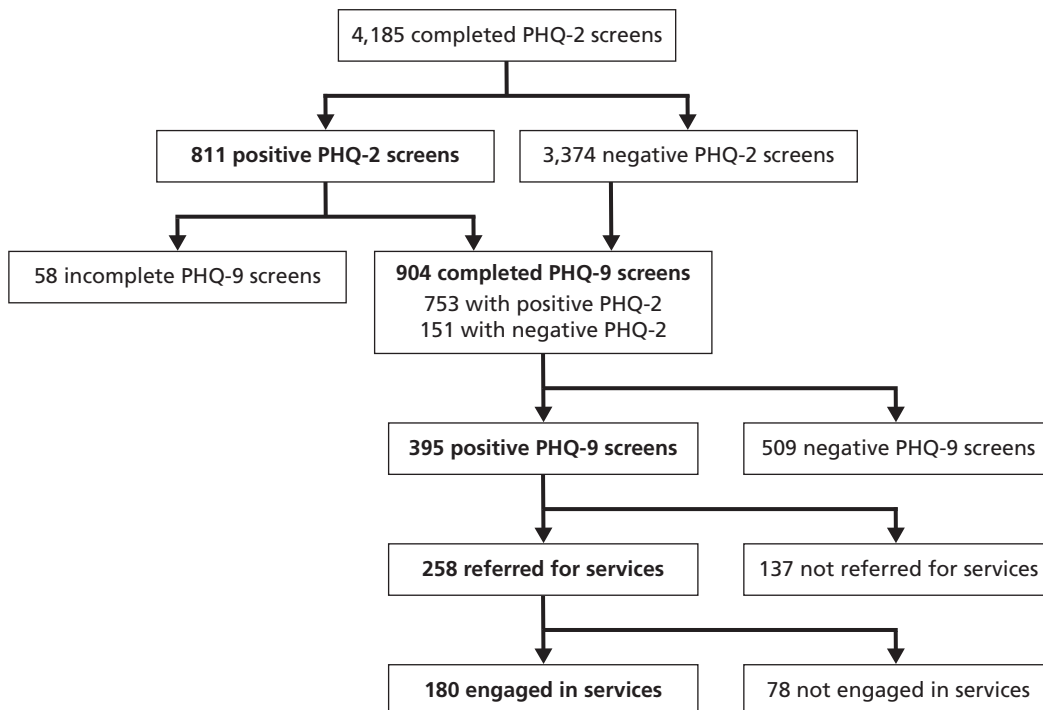 4,185 completed PHQ-2 screens
811 positive PHQ-2 screens
3,374 negative PHQ-2 screens
58 incomplete PHQ-9 screens
904 completed PHQ-9 screens
753 with positive PHQ-2
151 with negative PHQ-2
395 positive PHQ-9 screens
509 negative PHQ-9 screens
258 referred for services
137 not referred for services
180 engaged in services
78 not engaged in services